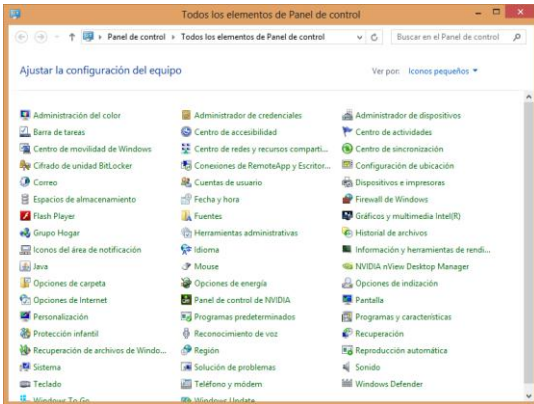 Todos los elementos de Panel de control
Panel de control Todos los elementos de Panel de control Buscar en el Panel de control
Ajustar la configuración del equipo Ver por: Iconos pequeños
Administración del color Administrador de credenciales Administrador de dispositivos
Barra de tareas Centro de accesibilidad Centro de actividades
Centro de movilidad de Windows Centro de redes y recursos comparti... Centro de sincronización
Cifrado de unidad BitLocker Conexiones de RemoteApp y Escritor... Configuración de ubicación
Correo Cuentas de usuario Dispositivos e impresoras
Espacios de almacenamiento Fecha y hora Firewall de Windows
Flash Player Fuentes Gráficos y multimedia Intel(R)
Grupo Hogar Herramientas administrativas Historial de archivos
Iconos del área de notificación Idioma Información y herramientas de rendi...
Java Mouse NVIDIA nView Desktop Manager
Opciones de carpeta Opciones de energía Opciones de indización
Opciones de Internet Panel de control de NVIDIA Pantalla
Personalización Programas predeterminados Programas y características
Protección infantil Reconocimiento de voz Recuperación
Recuperación de archivos de Windo... Región Reproducción automática
Sistema Solución de problemas Sonido
Teclado Teléfono y módem Windows Defender
Windows To Go Windows Update